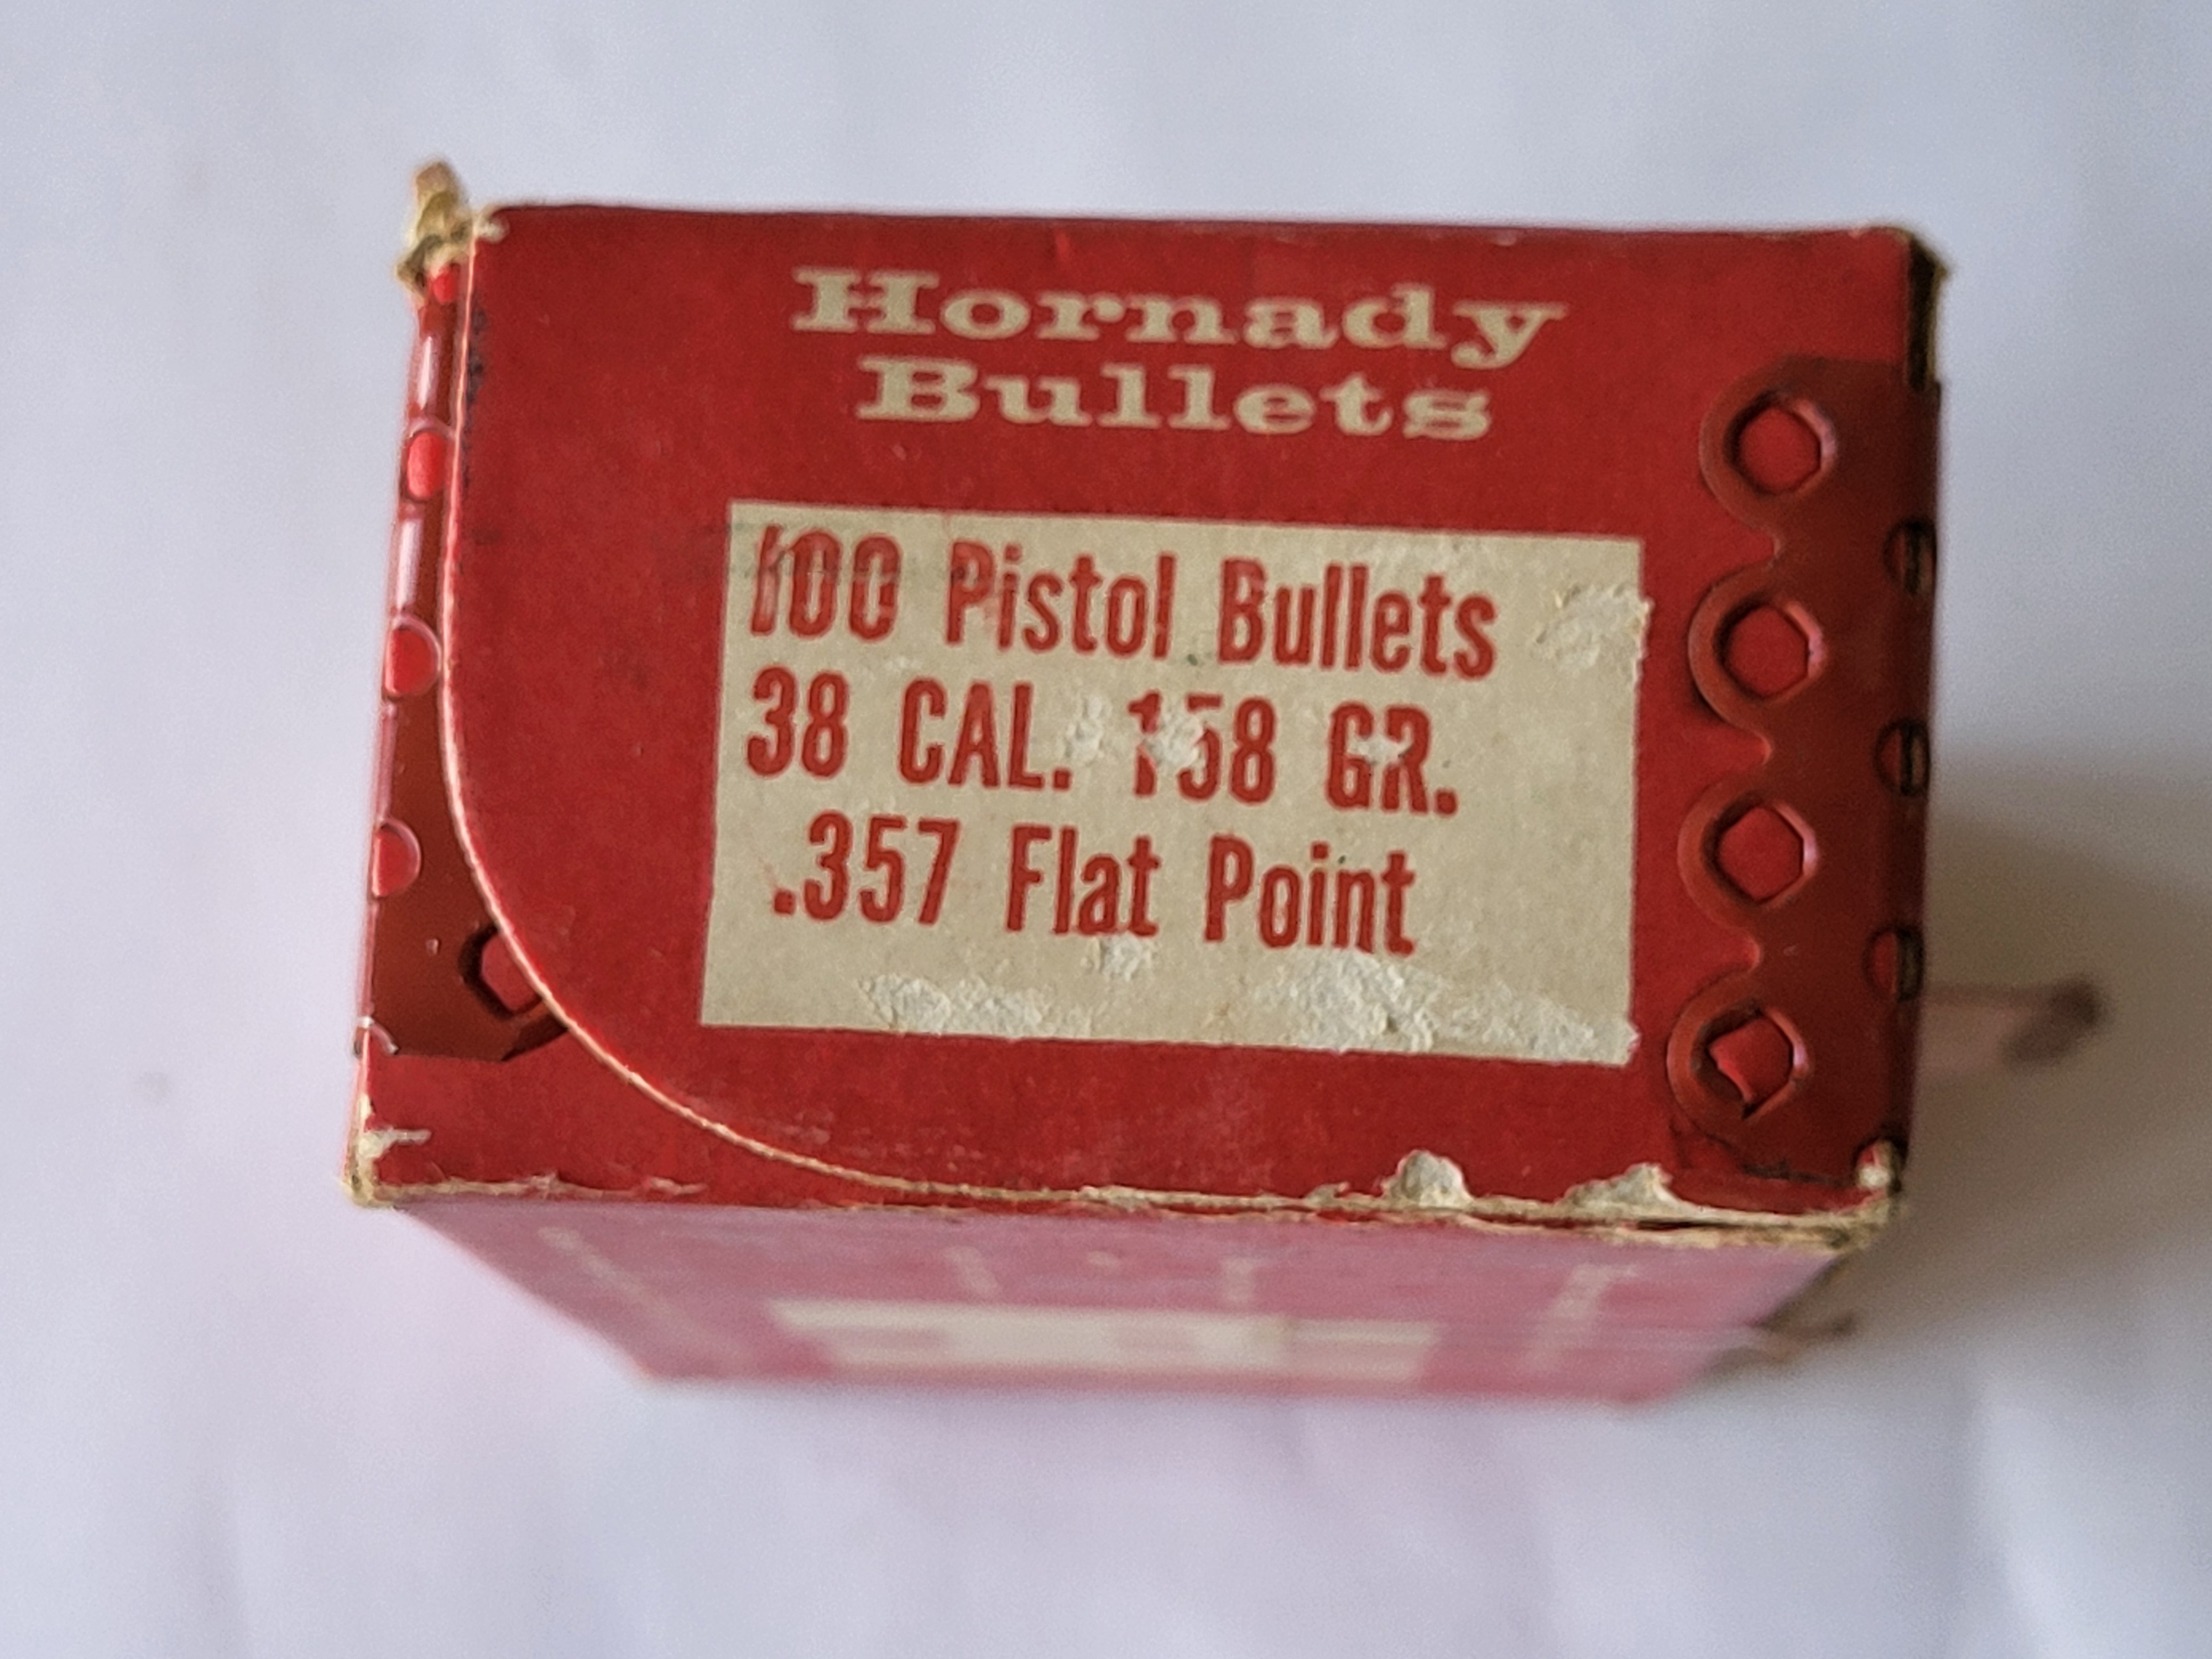 Hornady
Bullets
100 Pistol Bullets
38 CAL. 158 GR.
.357 Flat Point